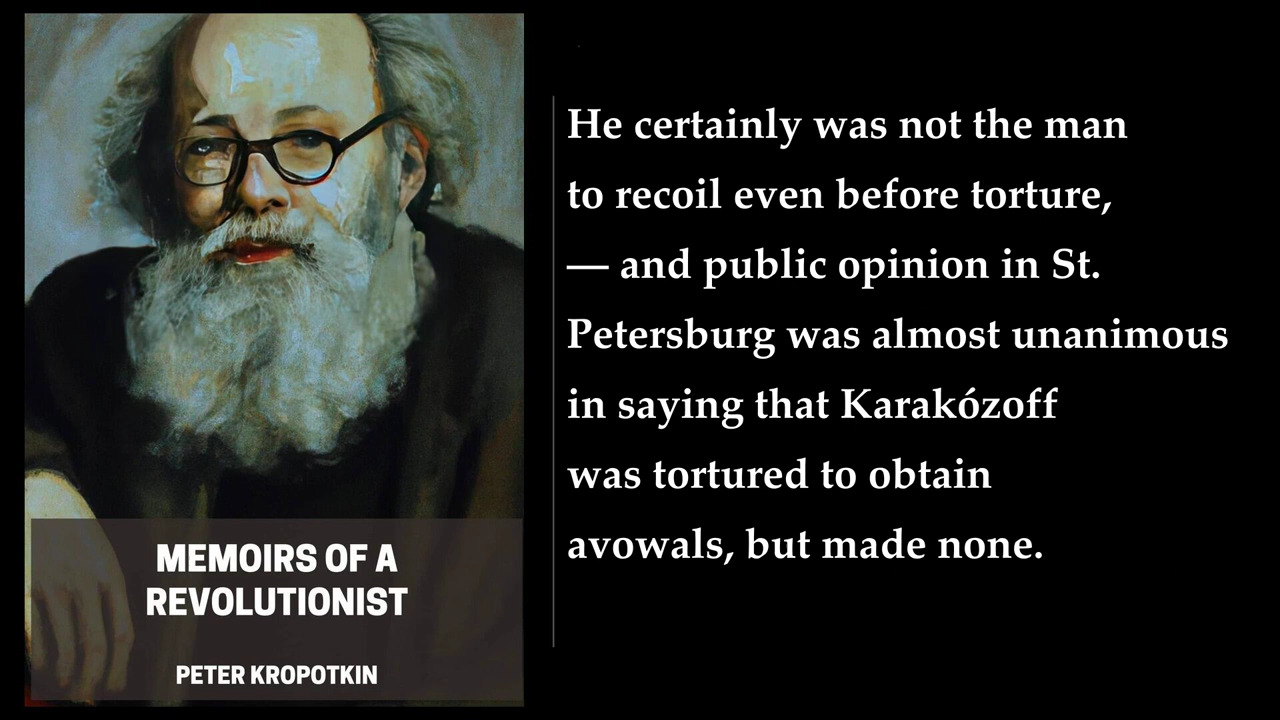 MEMOIRS OF A
REVOLUTIONIST
PETER KROPOTKIN
He certainly was not the man
to recoil even before torture,
— and public opinion in St.
Petersburg was almost unanimous
in saying that Karakózoff
was tortured to obtain
avowals, but made none.